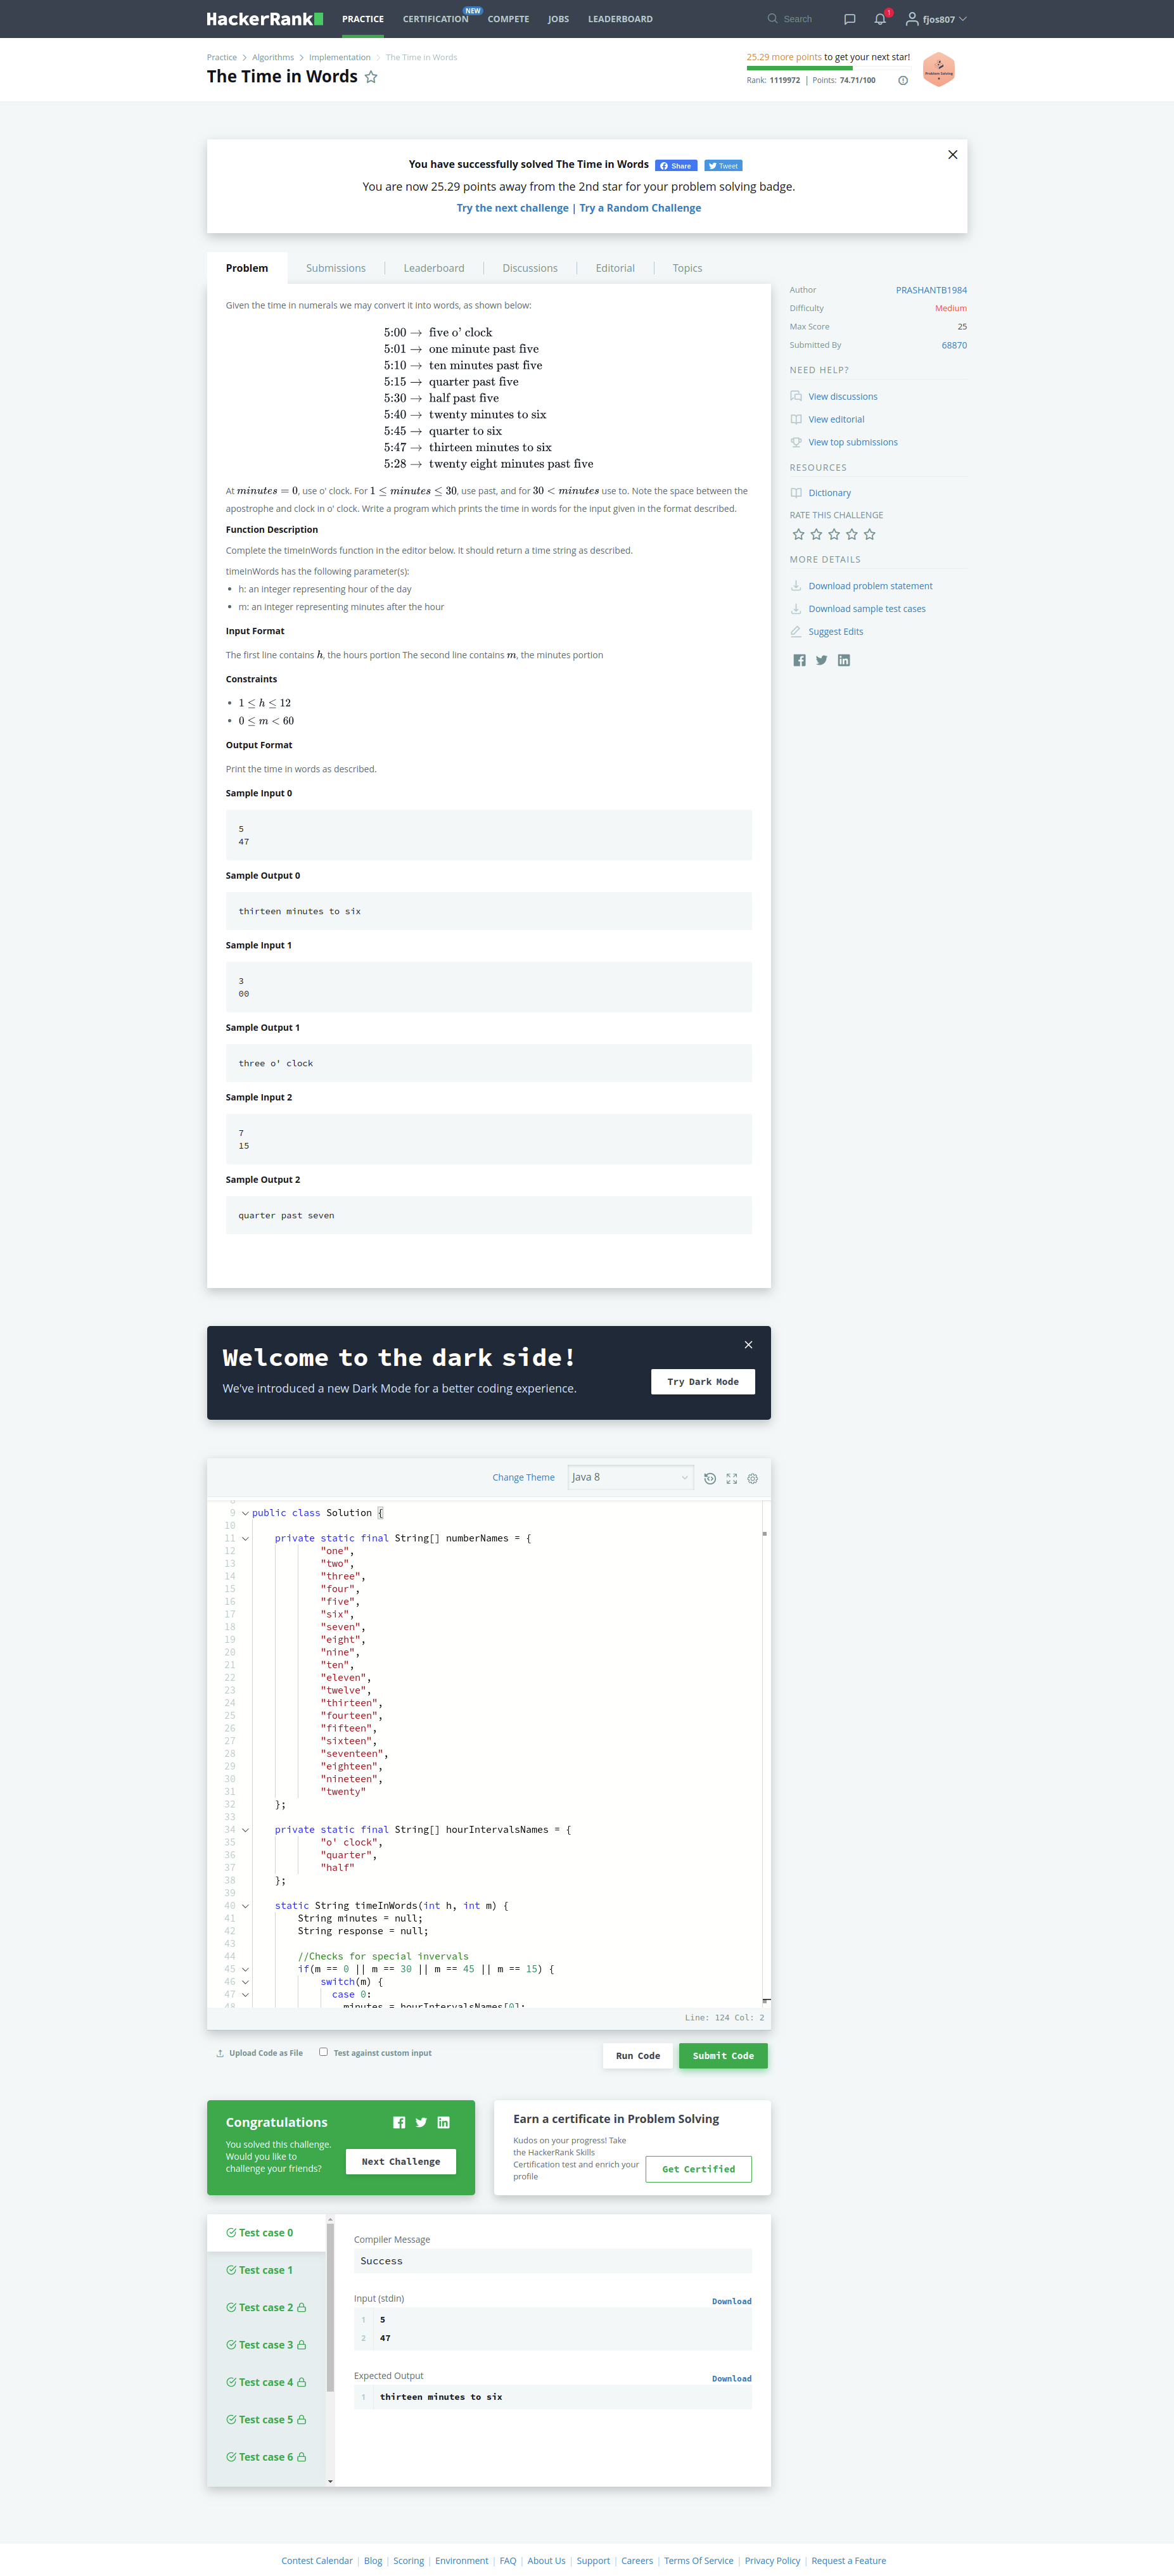 HackerRank PRACTICE CERTIFICATION NEW COMPETE JOBS LEADERBOARD Search 1 fjos807
Practice > Algorithms > Implementation > The Time in Words
The Time in Words
25.29 more points to get your next star!
Rank: 1119972 | Points: 74.71/100
Problem Solving
You have successfully solved The Time in Words Share Tweet
You are now 25.29 points away from the 2nd star for your problem solving badge.
Try the next challenge | Try a Random Challenge
Problem Submissions Leaderboard Discussions Editorial Topics
Given the time in numerals we may convert it into words, as shown below:
5:00 → five o' clock
5:01 → one minute past five
5:10 → ten minutes past five
5:15 → quarter past five
5:30 → half past five
5:40 → twenty minutes to six
5:45 → quarter to six
5:47 → thirteen minutes to six
5:28 → twenty eight minutes past five
At minutes = 0, use o' clock. For 1 ≤ minutes ≤ 30, use past, and for 30 < minutes use to. Note the space between the
apostrophe and clock in o' clock. Write a program which prints the time in words for the input given in the format described.
Function Description
Complete the timeInWords function in the editor below. It should return a time string as described.
timeInWords has the following parameter(s):
• h: an integer representing hour of the day
• m: an integer representing minutes after the hour
Input Format
The first line contains h, the hours portion The second line contains m, the minutes portion
Constraints
• 1 ≤ h ≤ 12
• 0 ≤ m < 60
Output Format
Print the time in words as described.
Sample Input 0
5
47
Sample Output 0
thirteen minutes to six
Sample Input 1
3
00
Sample Output 1
three o' clock
Sample Input 2
7
15
Sample Output 2
quarter past seven
Author PRASHANTB1984
Difficulty Medium
Max Score 25
Submitted By 68870
NEED HELP?
View discussions
View editorial
View top submissions
RESOURCES
Dictionary
RATE THIS CHALLENGE
MORE DETAILS
Download problem statement
Download sample test cases
Suggest Edits
Welcome to the dark side!
We've introduced a new Dark Mode for a better coding experience.
Try Dark Mode
Change Theme Java 8
8
9 public class Solution {
10
11 private static final String[] numberNames = {
12 "one",
13 "two",
14 "three",
15 "four",
16 "five",
17 "six",
18 "seven",
19 "eight",
20 "nine",
21 "ten",
22 "eleven",
23 "twelve",
24 "thirteen",
25 "fourteen",
26 "fifteen",
27 "sixteen",
28 "seventeen",
29 "eighteen",
30 "nineteen",
31 "twenty"
32 };
33
34 private static final String[] hourIntervalsNames = {
35 "o' clock",
36 "quarter",
37 "half"
38 };
39
40 static String timeInWords(int h, int m) {
41 String minutes = null;
42 String response = null;
43
44 //Checks for special invervals
45 if(m == 0 || m == 30 || m == 45 || m == 15) {
46 switch(m) {
47 case 0:
48 minutes = hourIntervalsNames[0];
Line: 124 Col: 2
Upload Code as File Test against custom input Run Code Submit Code
Congratulations
You solved this challenge.
Would you like to
challenge your friends?
Next Challenge
Earn a certificate in Problem Solving
Kudos on your progress! Take
the HackerRank Skills
Certification test and enrich your
profile
Get Certified
Test case 0
Test case 1
Test case 2
Test case 3
Test case 4
Test case 5
Test case 6
Compiler Message
Success
Input (stdin) Download
1 5
2 47
Expected Output Download
1 thirteen minutes to six
Contest Calendar | Blog | Scoring | Environment | FAQ | About Us | Support | Careers | Terms Of Service | Privacy Policy | Request a Feature